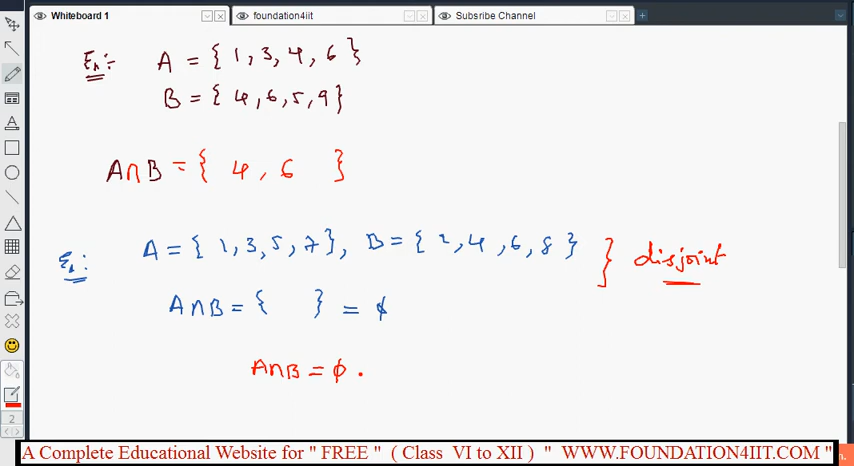 Whiteboard 1 foundation4iit Subsribe Channel
Ex:- A = { 1, 3, 4, 6 }
B = { 4, 6, 5, 9 }
A∩B = { 4, 6 }
Ex: A = { 1, 3, 5, 7 }, B = { 2, 4, 6, 8 } } disjoint
A∩B = { } = ϕ
A∩B = ϕ .
2
A Complete Educational Website for " FREE " ( Class VI to XII ) " WWW.FOUNDATION4IIT.COM "